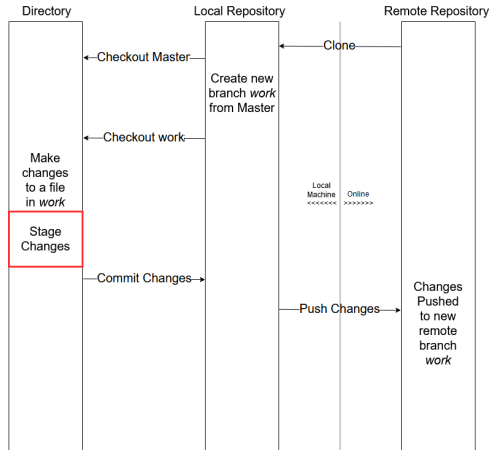 Directory
Local Repository
Remote Repository
Clone
Checkout Master
Create new
branch work
from Master
Checkout work
Make
changes
to a file
in work
Local
Machine
<<<<<<<
Online
>>>>>>>
Stage
Changes
Commit Changes
Push Changes
Changes
Pushed
to new
remote
branch
work